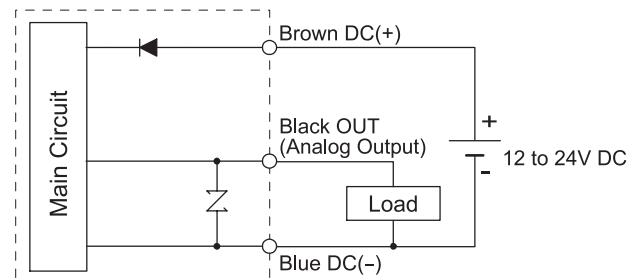 Main Circuit
Brown DC(+)
Black OUT
(Analog Output)
Load
Blue DC(−)
+
-
12 to 24V DC